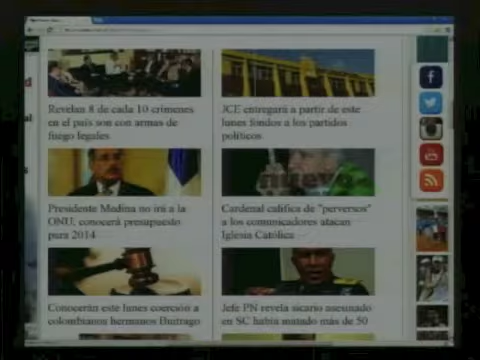 Revelan 8 de cada 10 crímenes
en el país son con armas de
fuego legales
JCE entregará a partir de este
lunes fondos a los partidos
políticos
Presidente Medina no irá a la
ONU; conocerá presupuesto
para 2014
Cardenal califica de "perversos"
a los comunicadores atacan
Iglesia Católica
Conocerán este lunes coerción a
colombianos hermanos Buitrago
Jefe PN revela sicario asesinado
en SC había matado más de 50